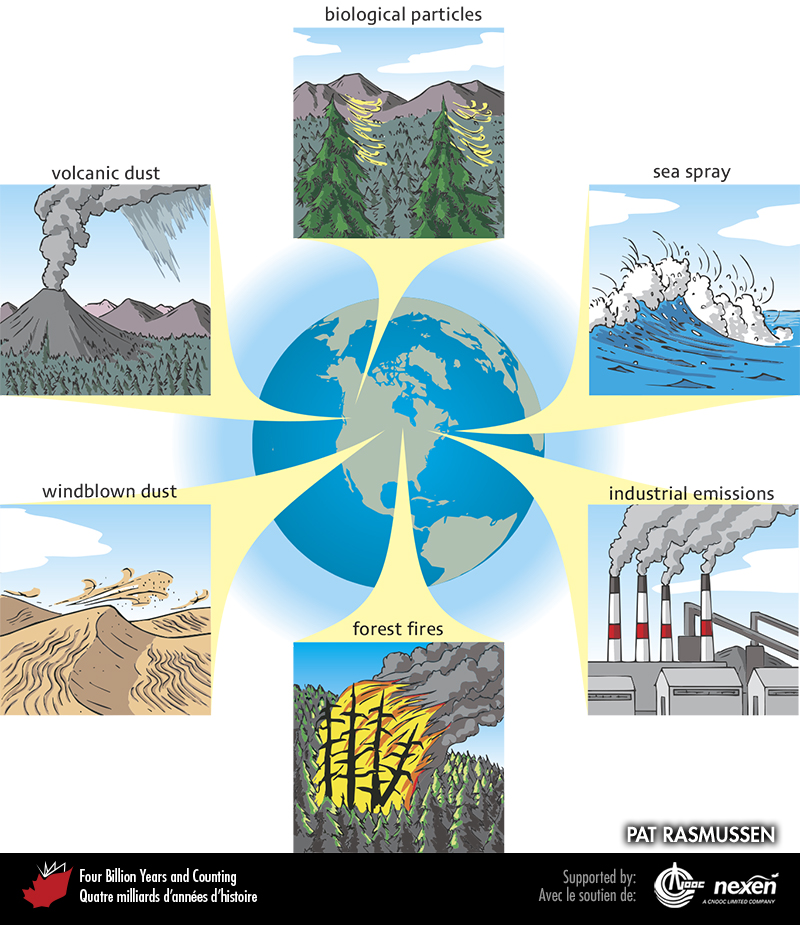 biological particles
volcanic dust
sea spray
windblown dust
industrial emissions
forest fires
PAT RASMUSSEN
Four Billion Years and Counting
Quatre milliards d'années d'histoire
Supported by:
Avec le soutien de:
CNOOC
nexen
A CNOOC LIMITED COMPANY